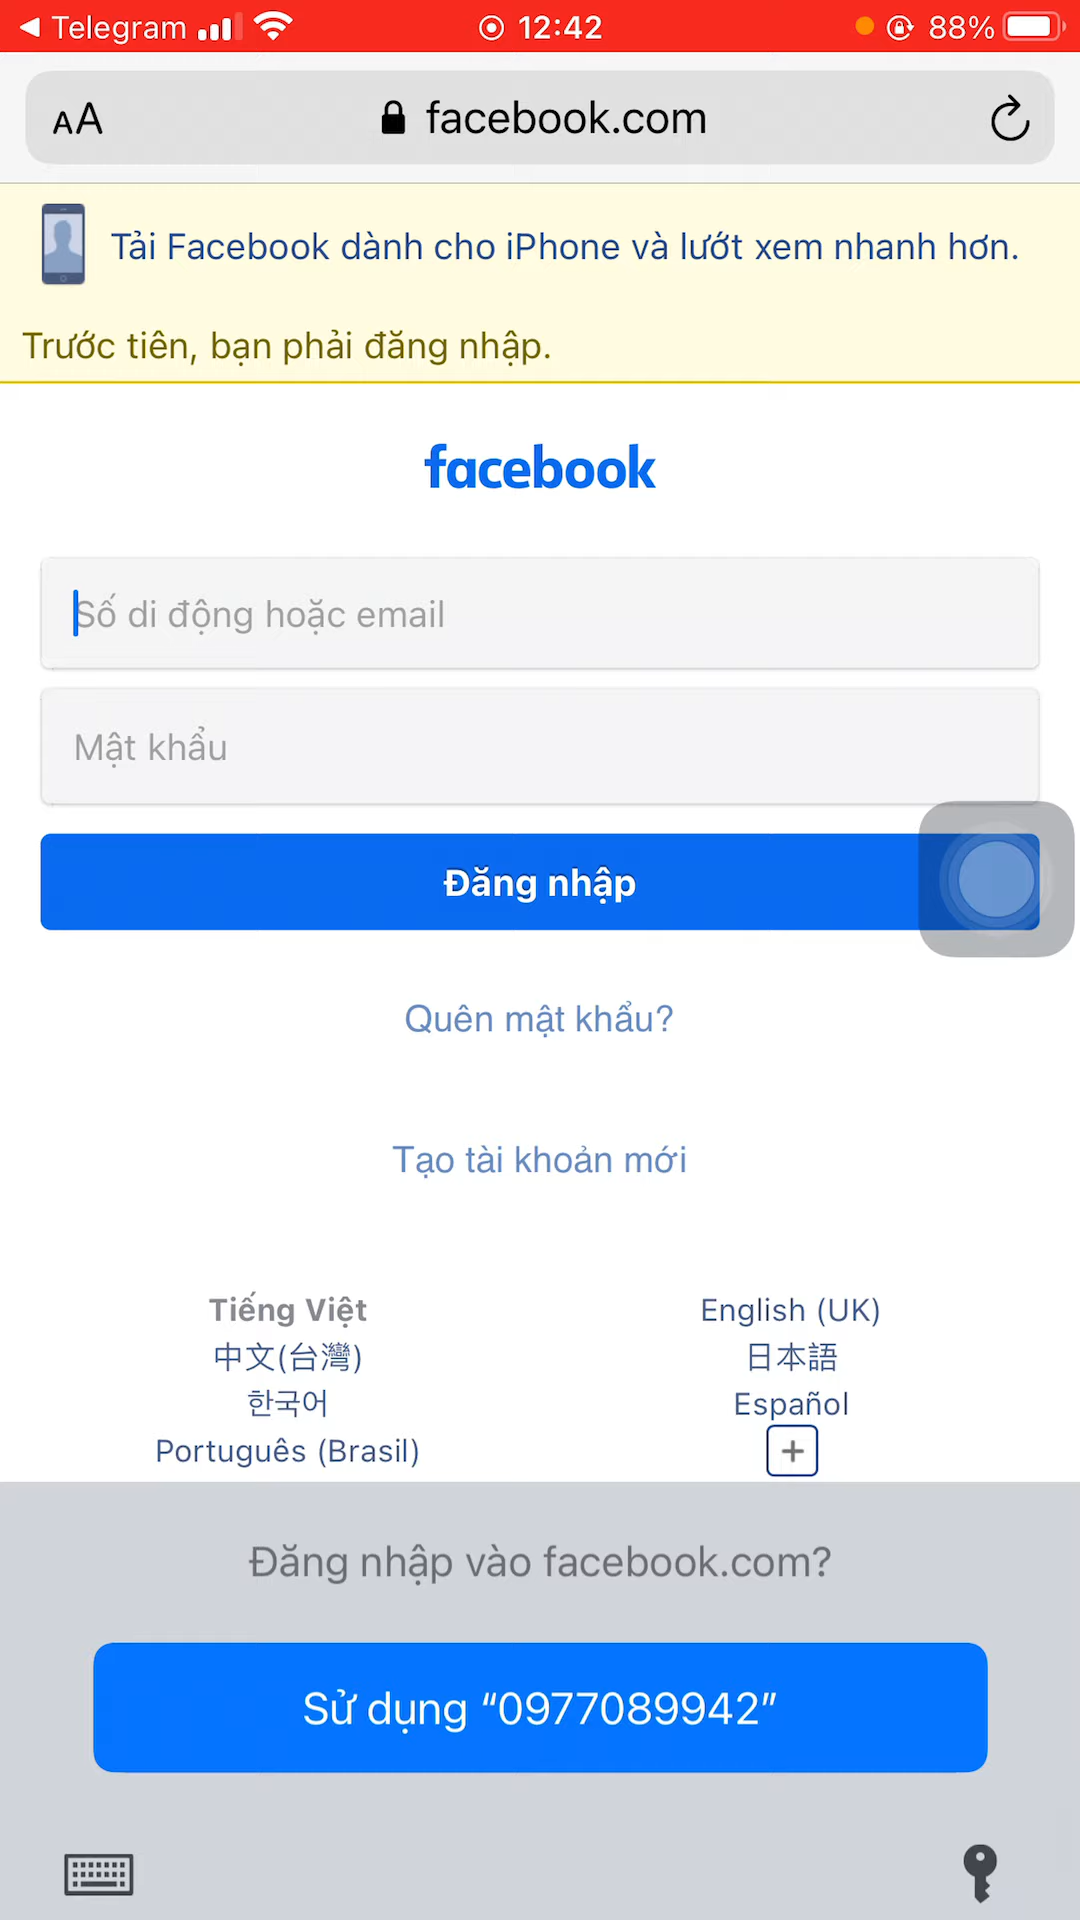 Telegram 12:42 88%
AA facebook.com
Tải Facebook dành cho iPhone và lướt xem nhanh hơn.
Trước tiên, bạn phải đăng nhập.
facebook
Số di động hoặc email
Mật khẩu
Đăng nhập
Quên mật khẩu?
Tạo tài khoản mới
Tiếng Việt English (UK)
中文(台灣) 日本語
한국어 Español
Português (Brasil) +
Đăng nhập vào facebook.com?
Sử dụng “0977089942”